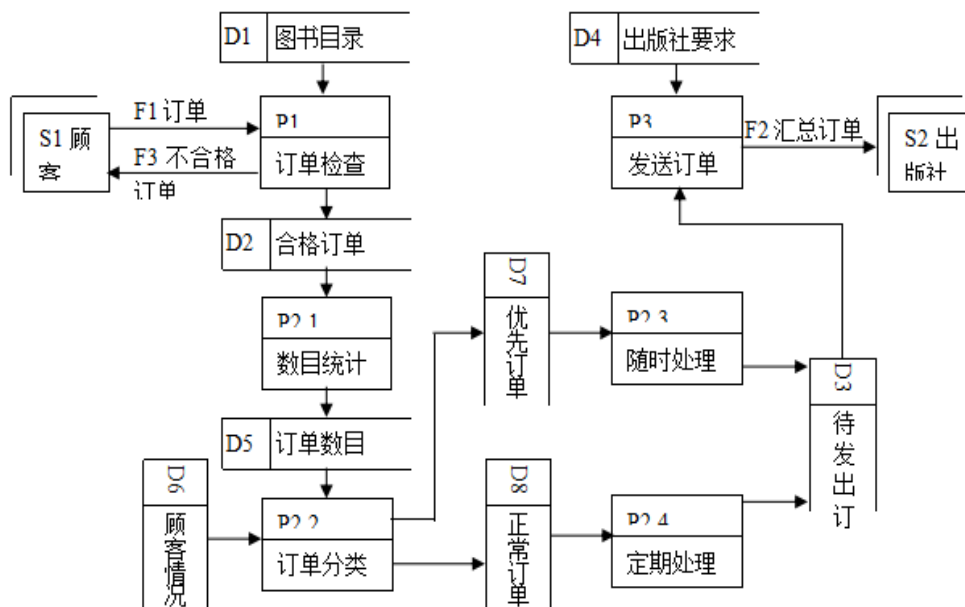 D1 图书目录
D4 出版社要求
S1 顾
客
F1 订单
F3 不合格
订单
P1
订单检查
P3
发送订单
F2 汇总订单
S2 出
版社
D2 合格订单
P2.1
数目统计
D7
优先订单
P2.3
随时处理
D3
待发出订
D5 订单数目
D6
顾客情况
P2.2
订单分类
D8
正常订单
P2.4
定期处理